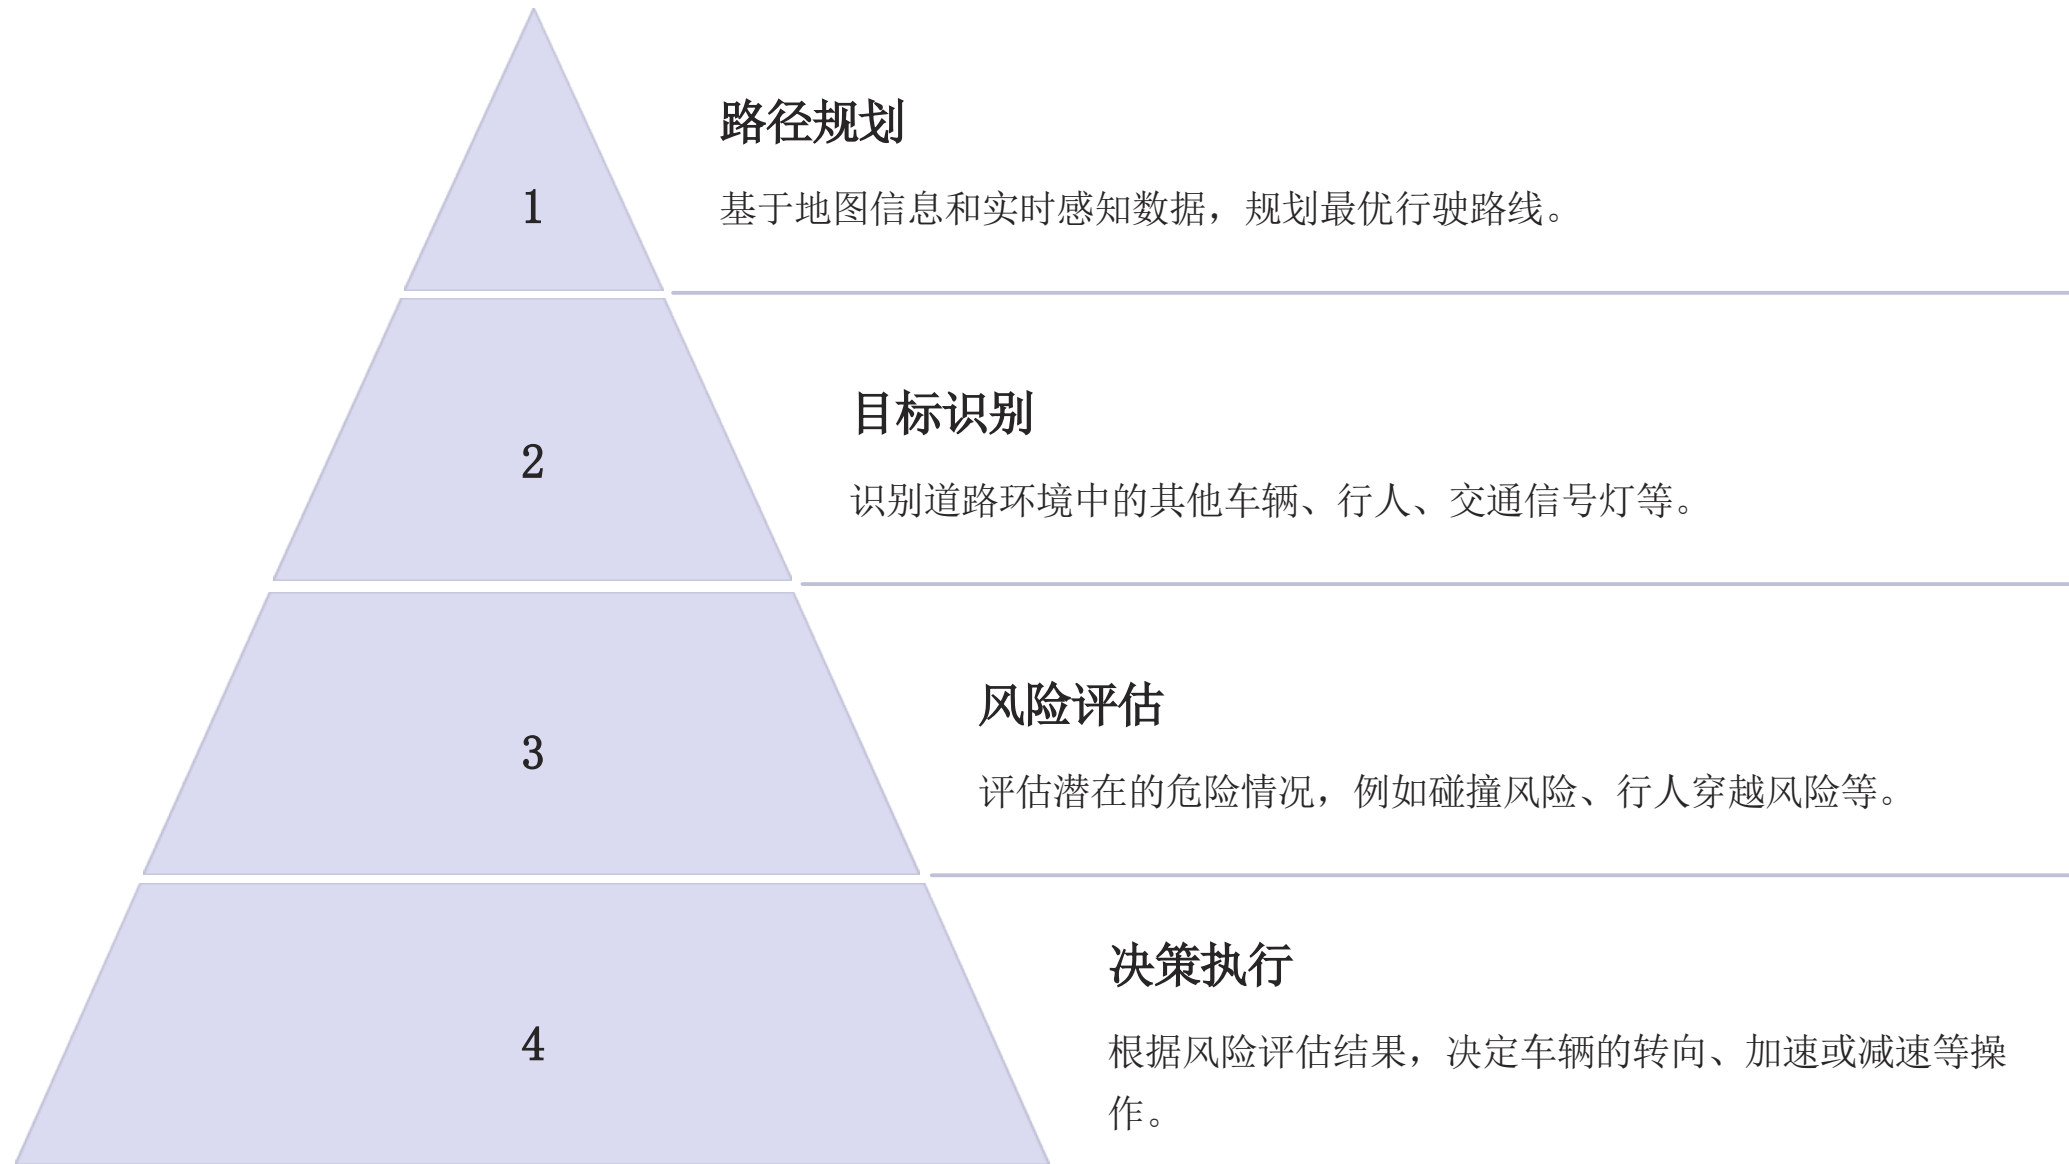 路径规划
1
基于地图信息和实时感知数据，规划最优行驶路线。
目标识别
2
识别道路环境中的其他车辆、行人、交通信号灯等。
风险评估
3
评估潜在的危险情况，例如碰撞风险、行人穿越风险等。
决策执行
4
根据风险评估结果，决定车辆的转向、加速或减速等操
作。